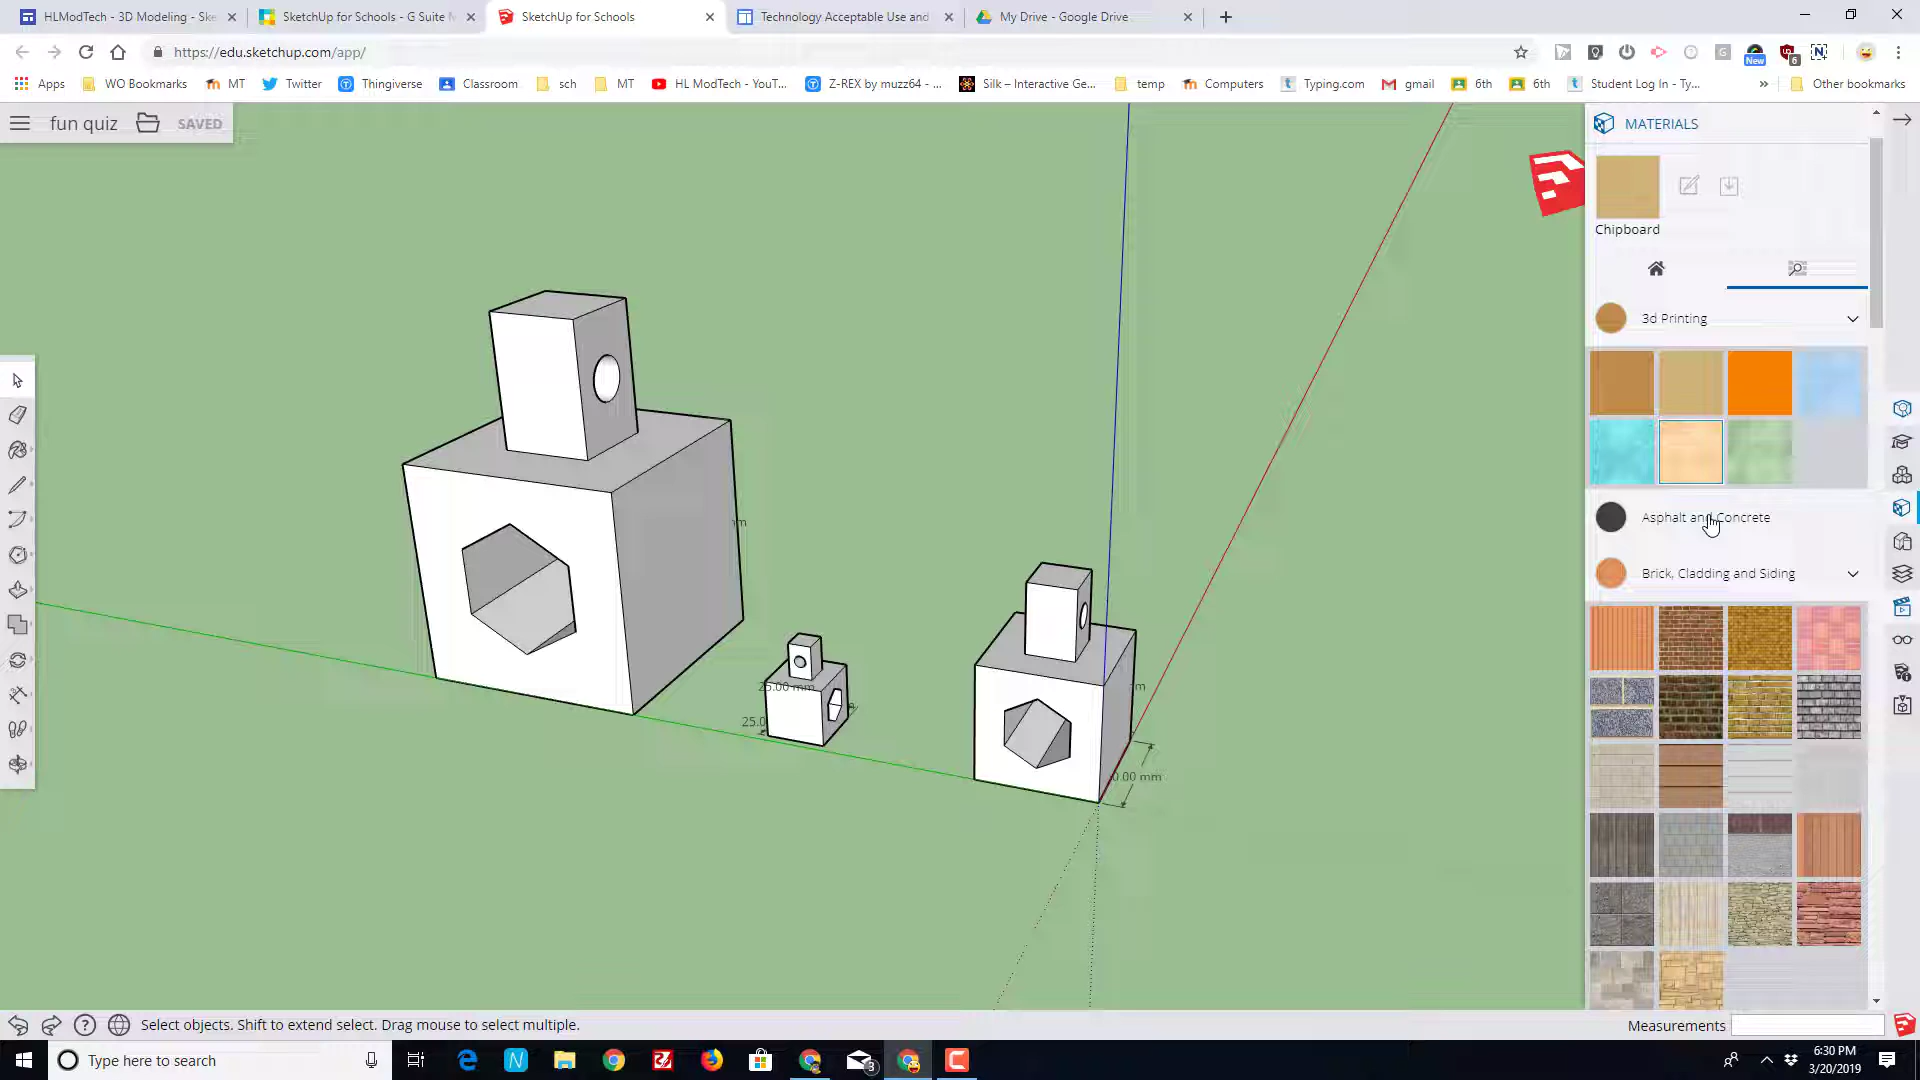 HLModTech - 3D Modeling - Ske
SketchUp for Schools - G Suite M
SketchUp for Schools
Technology Acceptable Use and
My Drive - Google Drive
https://edu.sketchup.com/app/
New
6
Apps
WO Bookmarks
MT
Twitter
Thingiverse
Classroom
sch
MT
HL ModTech - YouT...
Z-REX by muzz64 - ...
Silk – Interactive Ge...
temp
Computers
Typing.com
gmail
6th
6th
Student Log In - Ty...
»
Other bookmarks
fun quiz
SAVED
MATERIALS
Chipboard
3d Printing
Asphalt and Concrete
Brick, Cladding and Siding
m
25.00 mm
25.0
m
0.00 mm
Select objects. Shift to extend select. Drag mouse to select multiple.
Measurements
Type here to search
3
6:30 PM
3/20/2019